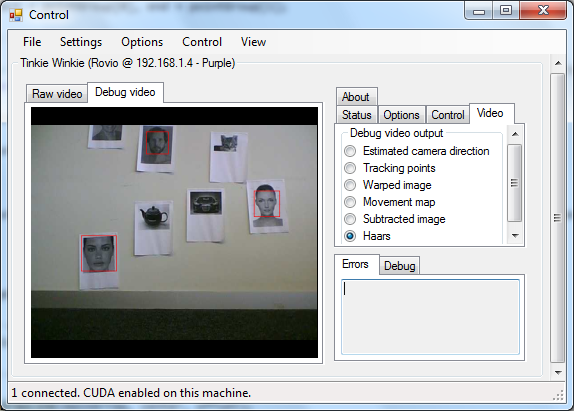 Control
File Settings Options Control View
Tinkie Winkie (Rovio @ 192.168.1.4 - Purple)
Raw video Debug video
About
Status Options Control Video
Debug video output
Estimated camera direction
Tracking points
Warped image
Movement map
Subtracted image
Haars
Errors Debug
1 connected. CUDA enabled on this machine.